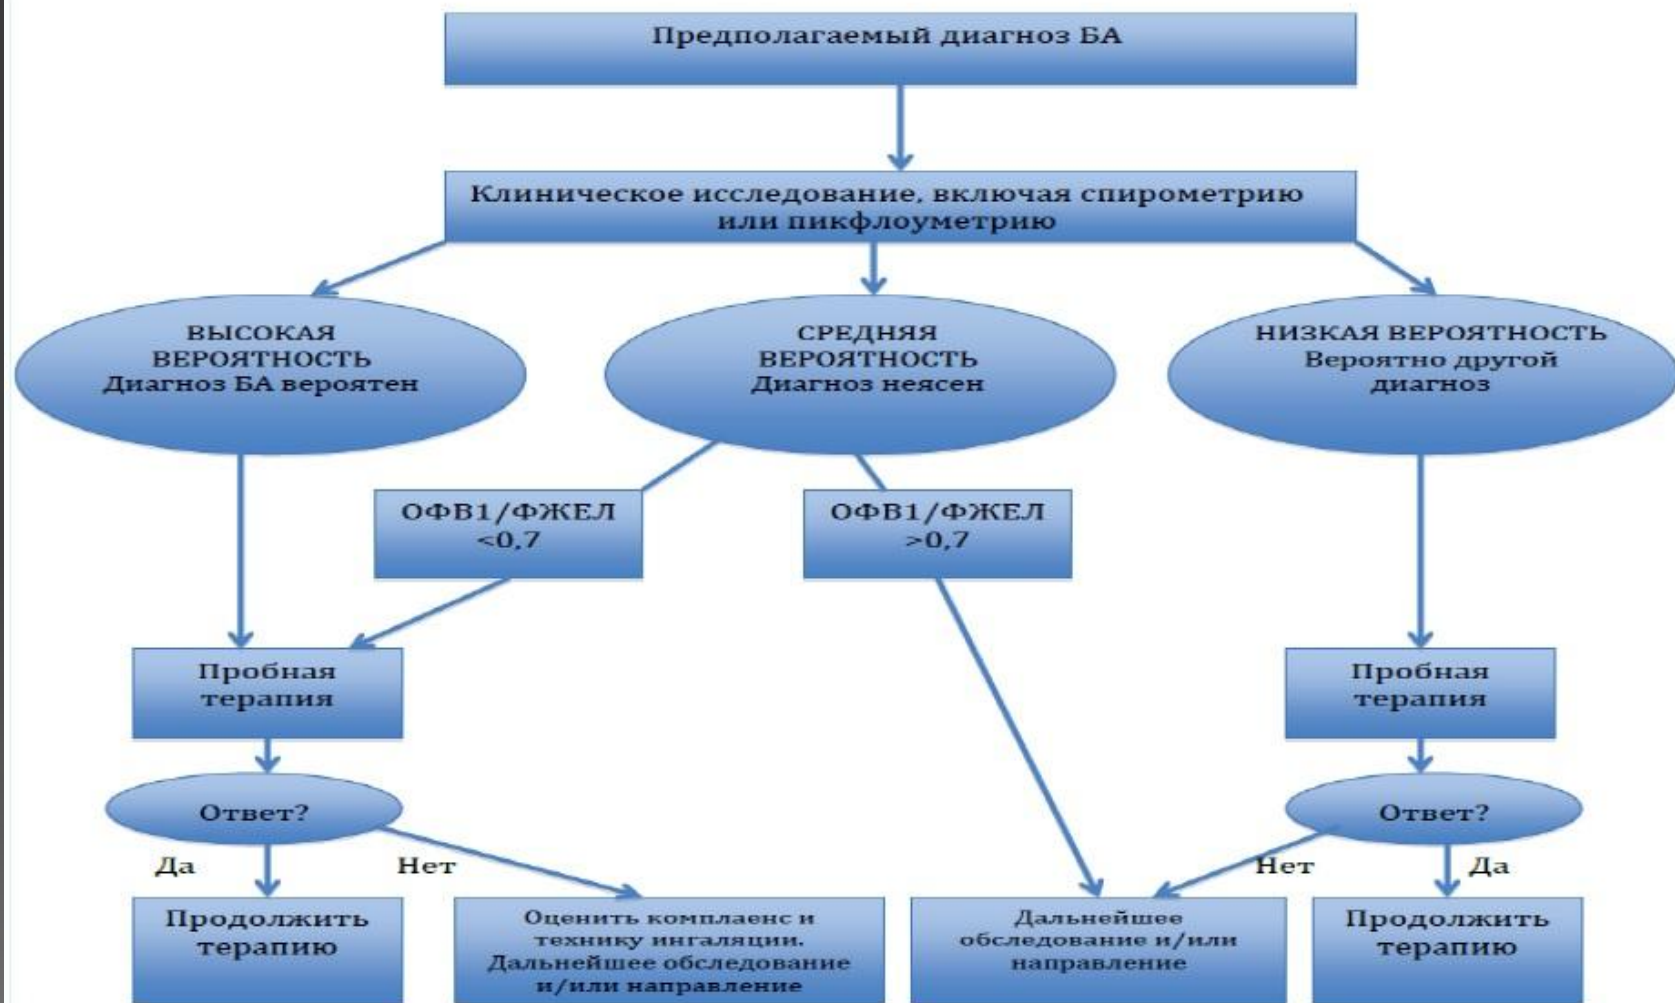 Предполагаемый диагноз БА
Клиническое исследование, включая спирометрию
или пикфлоуметрию
ВЫСОКАЯ
ВЕРОЯТНОСТЬ
Диагноз БА вероятен
СРЕДНЯЯ
ВЕРОЯТНОСТЬ
Диагноз неясен
НИЗКАЯ ВЕРОЯТНОСТЬ
Вероятно другой
диагноз
ОФВ1/ФЖЕЛ
<0,7
ОФВ1/ФЖЕЛ
>0,7
Пробная
терапия
Пробная
терапия
Ответ?
Ответ?
Да
Нет
Нет
Да
Продолжить
терапию
Оценить комплаенс и
технику ингаляции.
Дальнейшее обследование
и/или направление
Дальнейшее
обследование и/или
направление
Продолжить
терапию